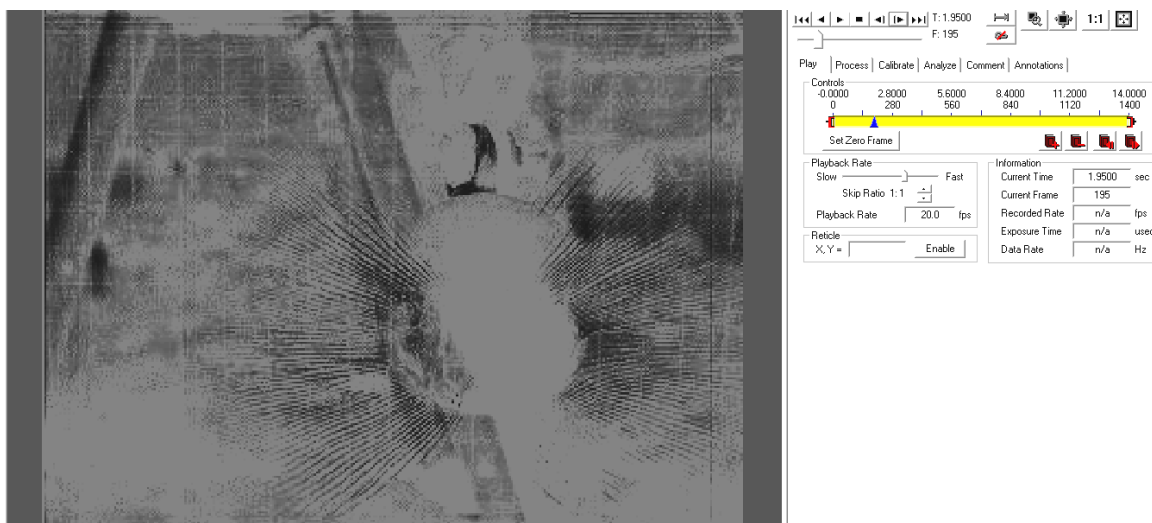 T: 1.9500
F: 195
1:1
Play Process Calibrate Analyze Comment Annotations
Controls
-0.0000 2.8000 5.6000 8.4000 11.2000 14.0000
0 280 560 840 1120 1400
Set Zero Frame
Playback Rate
Slow Fast
Skip Ratio 1:1
Playback Rate 20.0 fps
Reticle
X, Y = Enable
Information
Current Time 1.9500 sec
Current Frame 195
Recorded Rate n/a fps
Exposure Time n/a usec
Data Rate n/a Hz